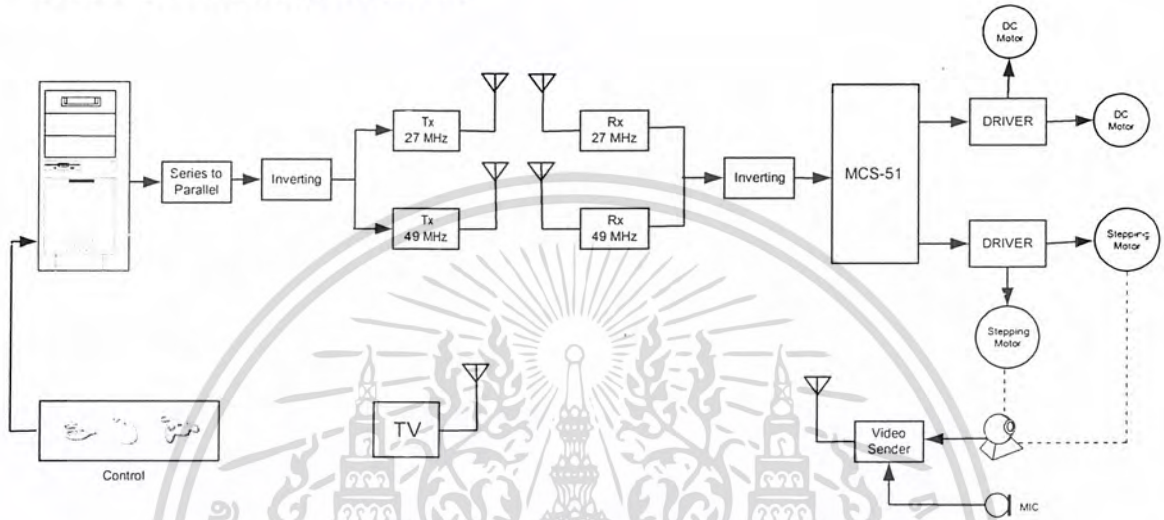 DC
Motor
Tx
27 MHz
Rx
27 MHz
DRIVER
DC
Motor
Series to
Parallel
Inverting
Inverting
MCS-51
Tx
49 MHz
Rx
49 MHz
DRIVER
Stepping
Motor
Stepping
Motor
TV
Video
Sender
Control
MIC